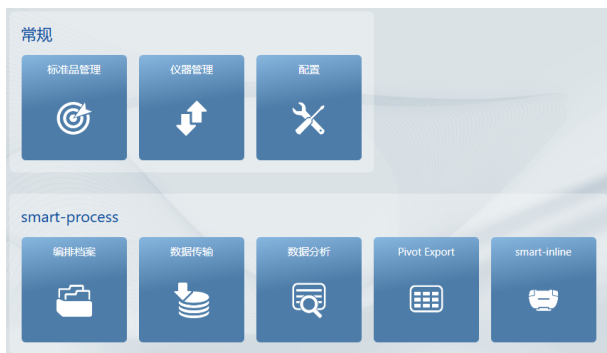 常规
标准品管理
仪器管理
配置
smart-process
编排档案
数据传输
数据分析
Pivot Export
smart-inline